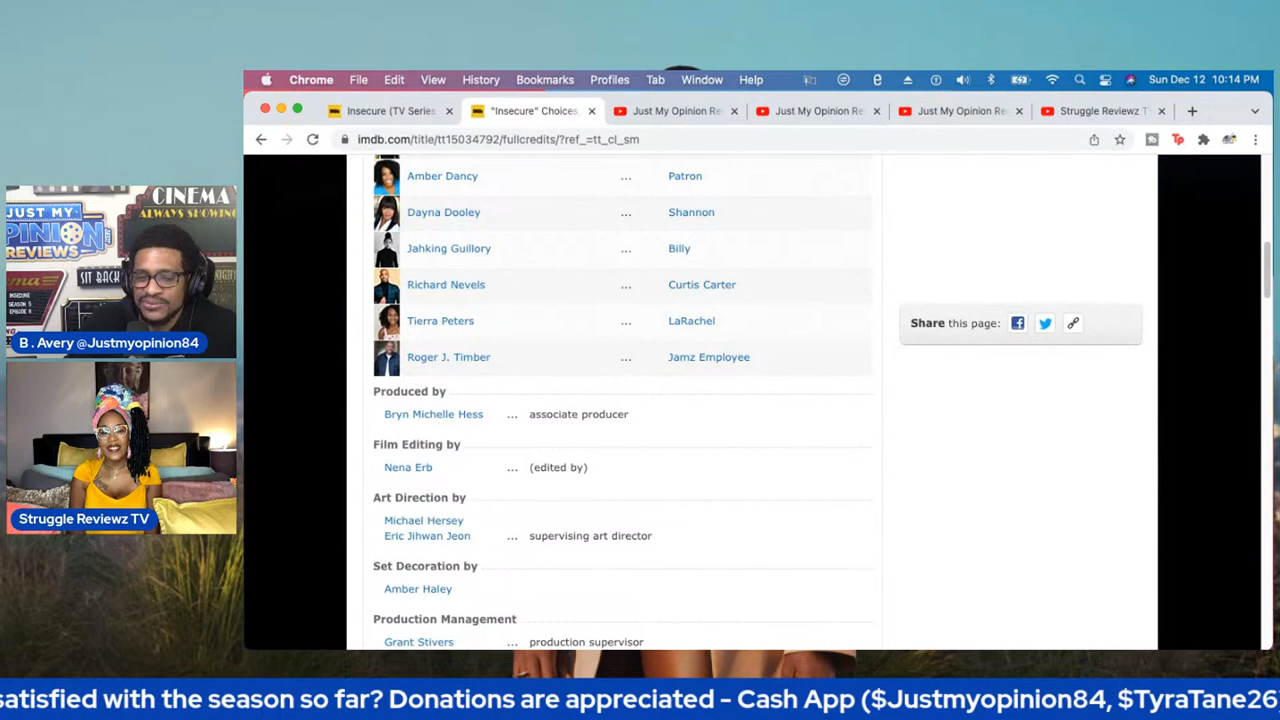 Chrome File Edit View History Bookmarks Profiles Tab Window Help Sun Dec 12 10:14 PM
Insecure (TV Series
"Insecure" Choices,
Just My Opinion Re
Just My Opinion Re
Just My Opinion Re
Struggle Reviewz T
imdb.com/title/tt15034792/fullcredits/?ref_=tt_cl_sm
Amber Dancy ... Patron
Dayna Dooley ... Shannon
Jahking Guillory ... Billy
Richard Nevels ... Curtis Carter
Tierra Peters ... LaRachel
Roger J. Timber ... Jamz Employee
Produced by
Bryn Michelle Hess ... associate producer
Film Editing by
Nena Erb ... (edited by)
Art Direction by
Michael Hersey
Eric Jihwan Jeon ... supervising art director
Set Decoration by
Amber Haley
Production Management
Grant Stivers ... production supervisor
Share this page:
CINEMA
ALWAYS SHOWING
JUST MY
OPINION
REVIEWS
SIT BACK
INSECURE
SEASON 5
B . Avery @Justmyopinion84
Struggle Reviewz TV
satisfied with the season so far? Donations are appreciated - Cash App ($Justmyopinion84, $TyraTane26